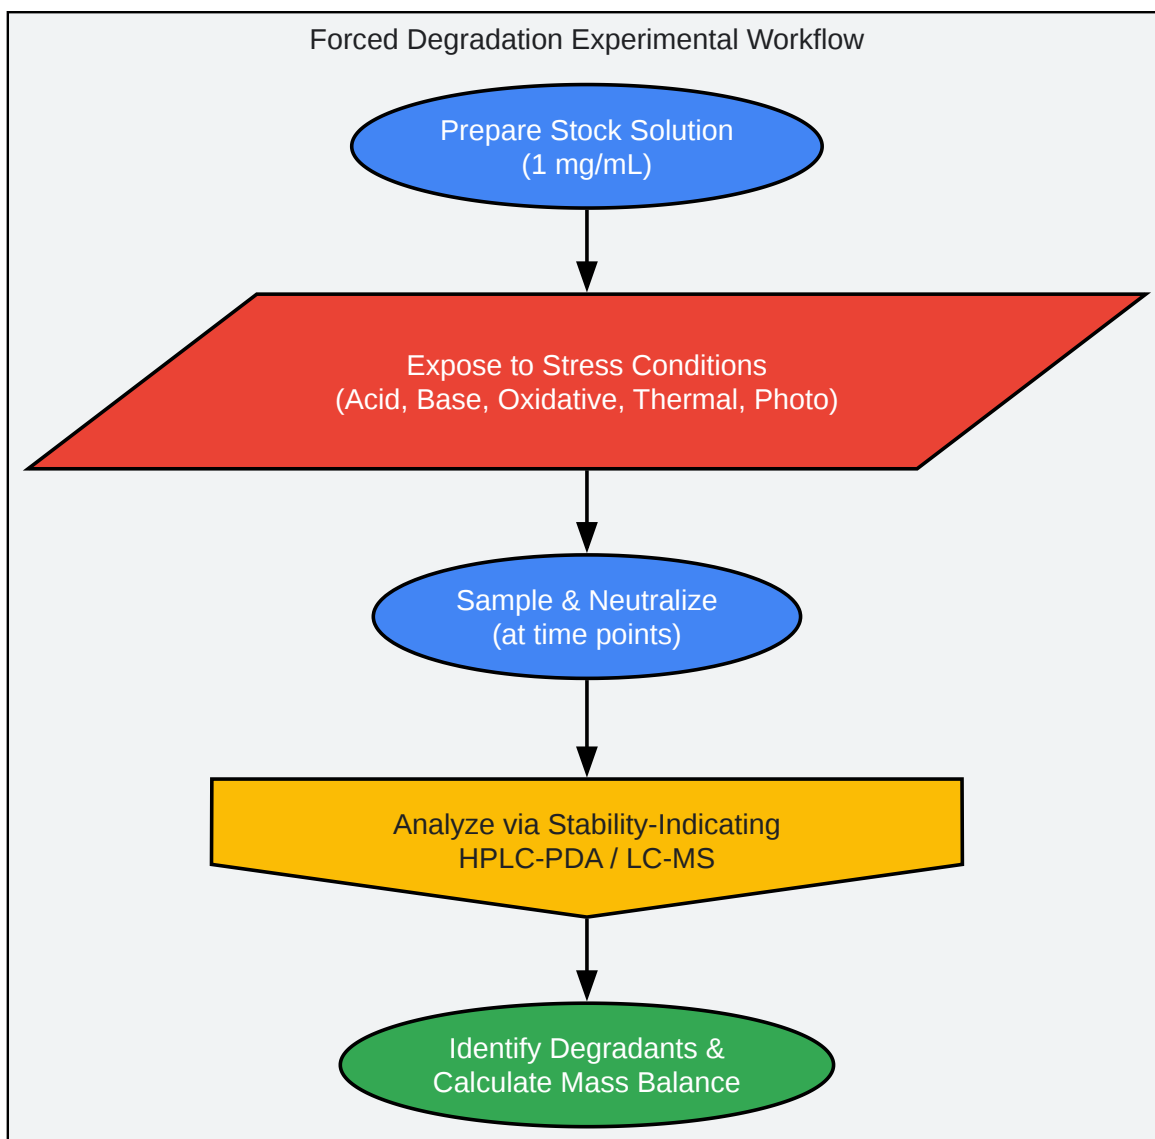 Forced Degradation Experimental Workflow
Prepare Stock Solution
(1 mg/mL)
Expose to Stress Conditions
(Acid, Base, Oxidative, Thermal, Photo)
Sample & Neutralize
(at time points)
Analyze via Stability-Indicating
HPLC-PDA / LC-MS
Identify Degradants &
Calculate Mass Balance